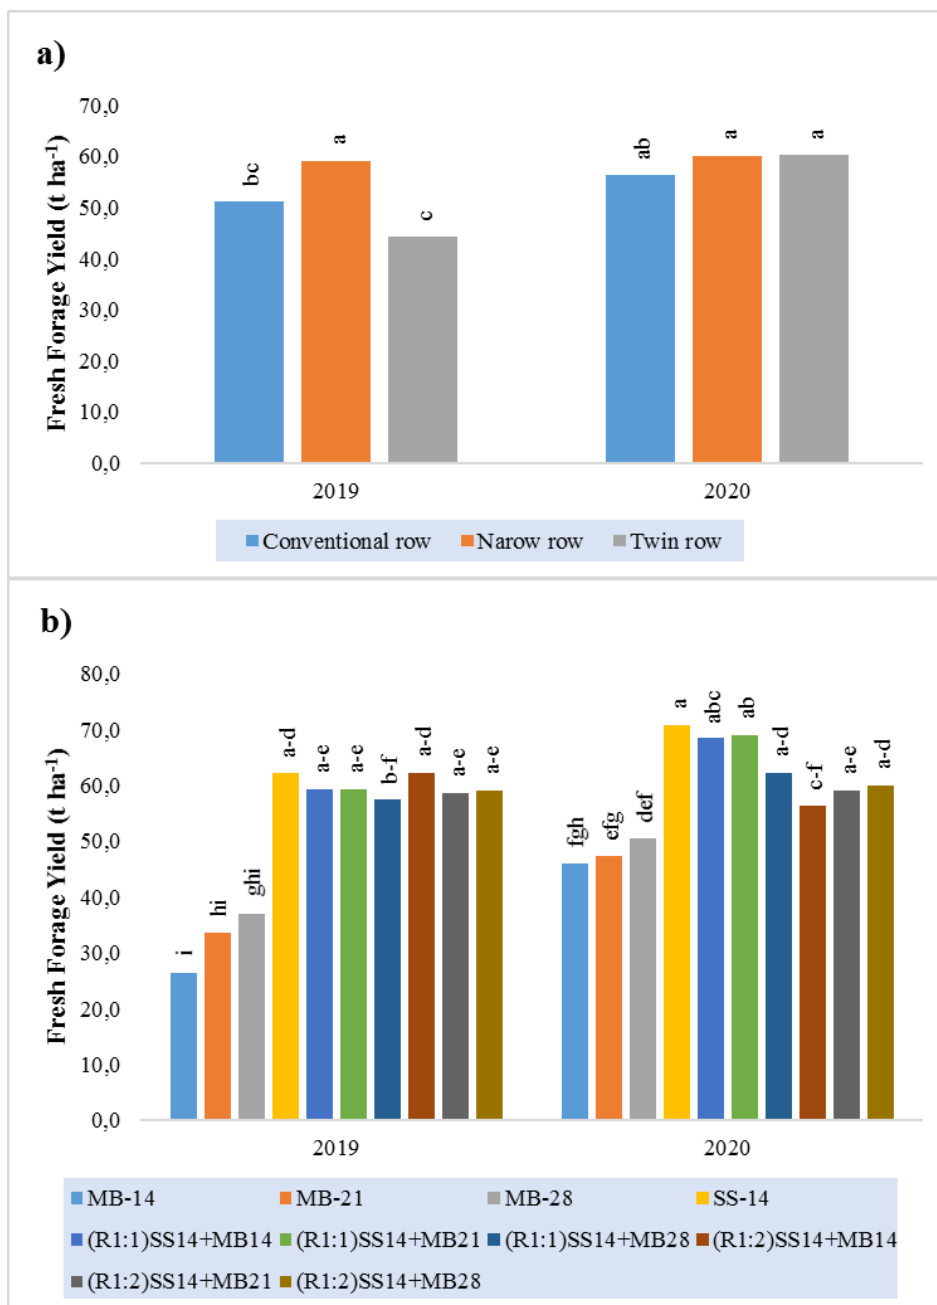 a)
Fresh Forage Yield (t ha-1)
70,0
60,0
50,0
40,0
30,0
20,0
10,0
0,0
bc
a
c
ab
a
a
2019
2020
Conventional row
Narow row
Twin row
b)
Fresh Forage Yield (t ha-1)
80,0
70,0
60,0
50,0
40,0
30,0
20,0
10,0
0,0
i
hi
ghi
a-d
a-e
a-e
b-f
a-d
a-e
a-e
fgh
efg
def
a
abc
ab
a-d
c-f
a-e
a-d
2019
2020
MB-14
MB-21
MB-28
SS-14
(R1:1)SS14+MB14
(R1:1)SS14+MB21
(R1:1)SS14+MB28
(R1:2)SS14+MB14
(R1:2)SS14+MB21
(R1:2)SS14+MB28